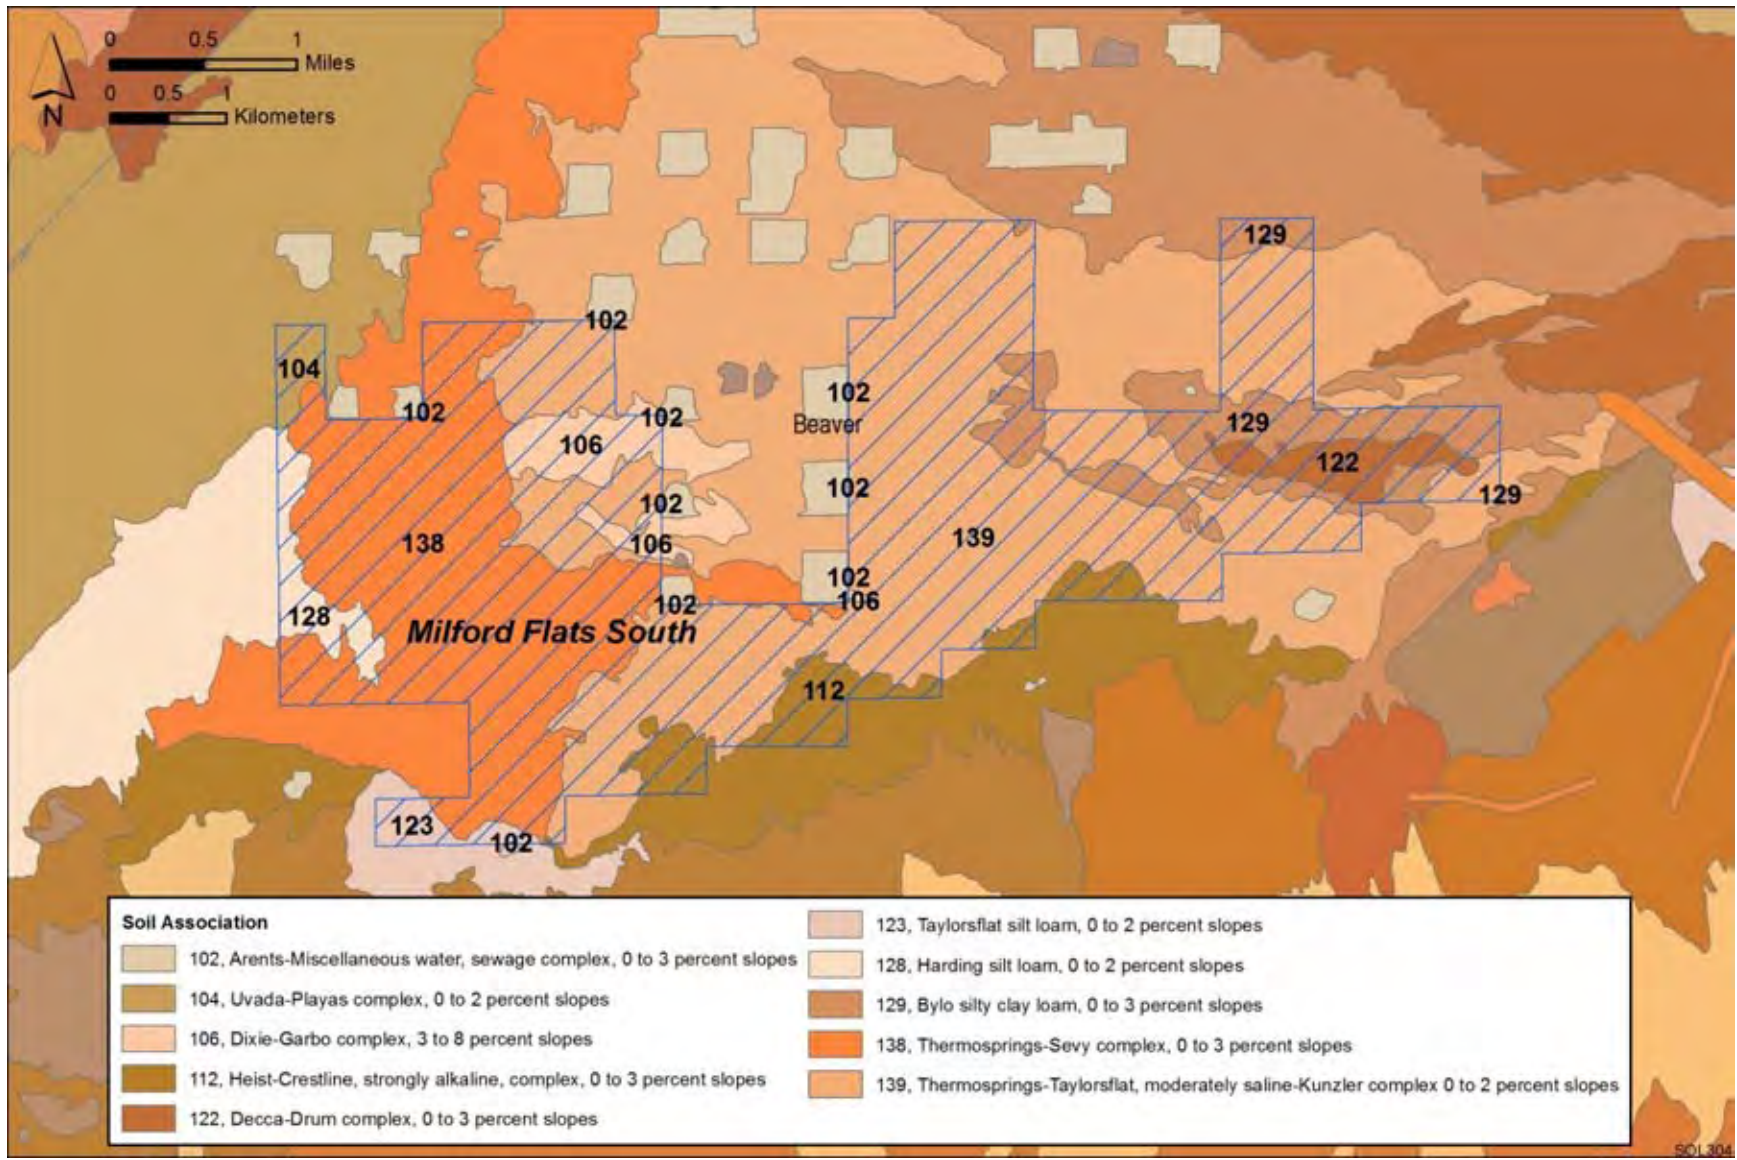 0 0.5 1
Miles
0 0.5 1
Kilometers
N
129
102
104
102
102
102
Beaver
129
106
122
102
102
129
138
106
139
102
102
106
128
Milford Flats South
112
123
102
Soil Association
102, Arents-Miscellaneous water, sewage complex, 0 to 3 percent slopes
104, Uvada-Playas complex, 0 to 2 percent slopes
106, Dixie-Garbo complex, 3 to 8 percent slopes
112, Heist-Crestline, strongly alkaline, complex, 0 to 3 percent slopes
122, Decca-Drum complex, 0 to 3 percent slopes
123, Taylorsflat silt loam, 0 to 2 percent slopes
128, Harding silt loam, 0 to 2 percent slopes
129, Bylo silty clay loam, 0 to 3 percent slopes
138, Thermosprings-Sevy complex, 0 to 3 percent slopes
139, Thermosprings-Taylorsflat, moderately saline-Kunzler complex 0 to 2 percent slopes
SOL304